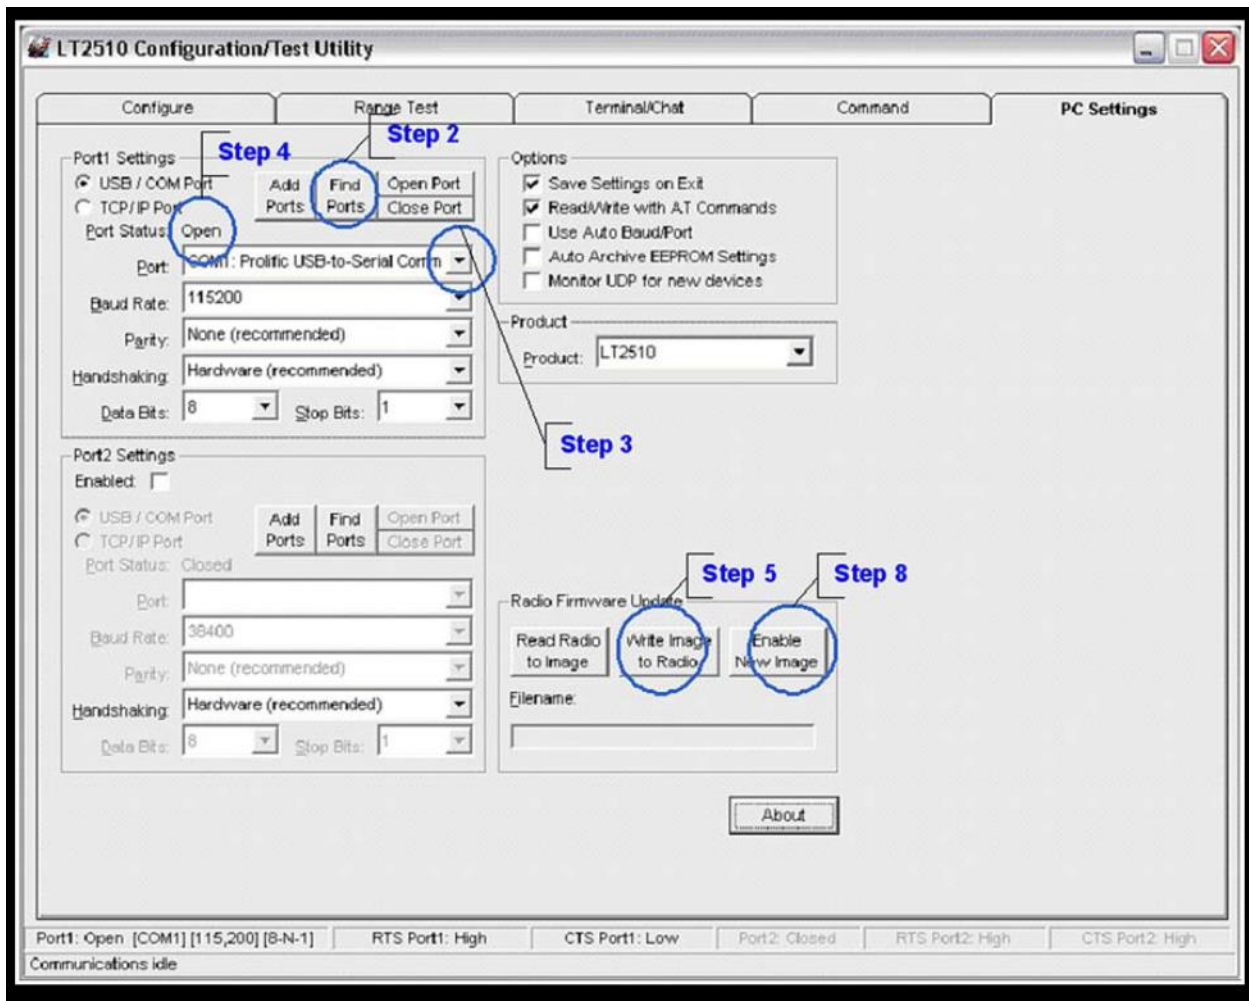 LT2510 Configuration/Test Utility
Configure
Range Test
Terminal/Chat
Command
PC Settings
Step 4
Step 2
Port1 Settings
USB / COM Port
TCP/IP Port
Add
Ports
Find
Ports
Open Port
Close Port
Port Status: Open
Port: COM1: Prolific USB-to-Serial Comm
Baud Rate: 115200
Parity: None (recommended)
Handshaking: Hardware (recommended)
Data Bits: 8
Stop Bits: 1
Options
Save Settings on Exit
Read/Write with AT Commands
Use Auto Baud/Port
Auto Archive EEPROM Settings
Monitor UDP for new devices
Product
Product: LT2510
Step 3
Port2 Settings
Enabled:
USB / COM Port
TCP/IP Port
Add
Ports
Find
Ports
Open Port
Close Port
Port Status: Closed
Port:
Baud Rate: 38400
Parity: None (recommended)
Handshaking: Hardware (recommended)
Data Bits: 8
Stop Bits: 1
Step 5
Step 8
Radio Firmware Update
Read Radio
to Image
Write Image
to Radio
Enable
New Image
Filename:
About
Port1: Open [COM1] [115,200] [8-N-1]
RTS Port1: High
CTS Port1: Low
Port2: Closed
RTS Port2: High
CTS Port2: High
Communications idle